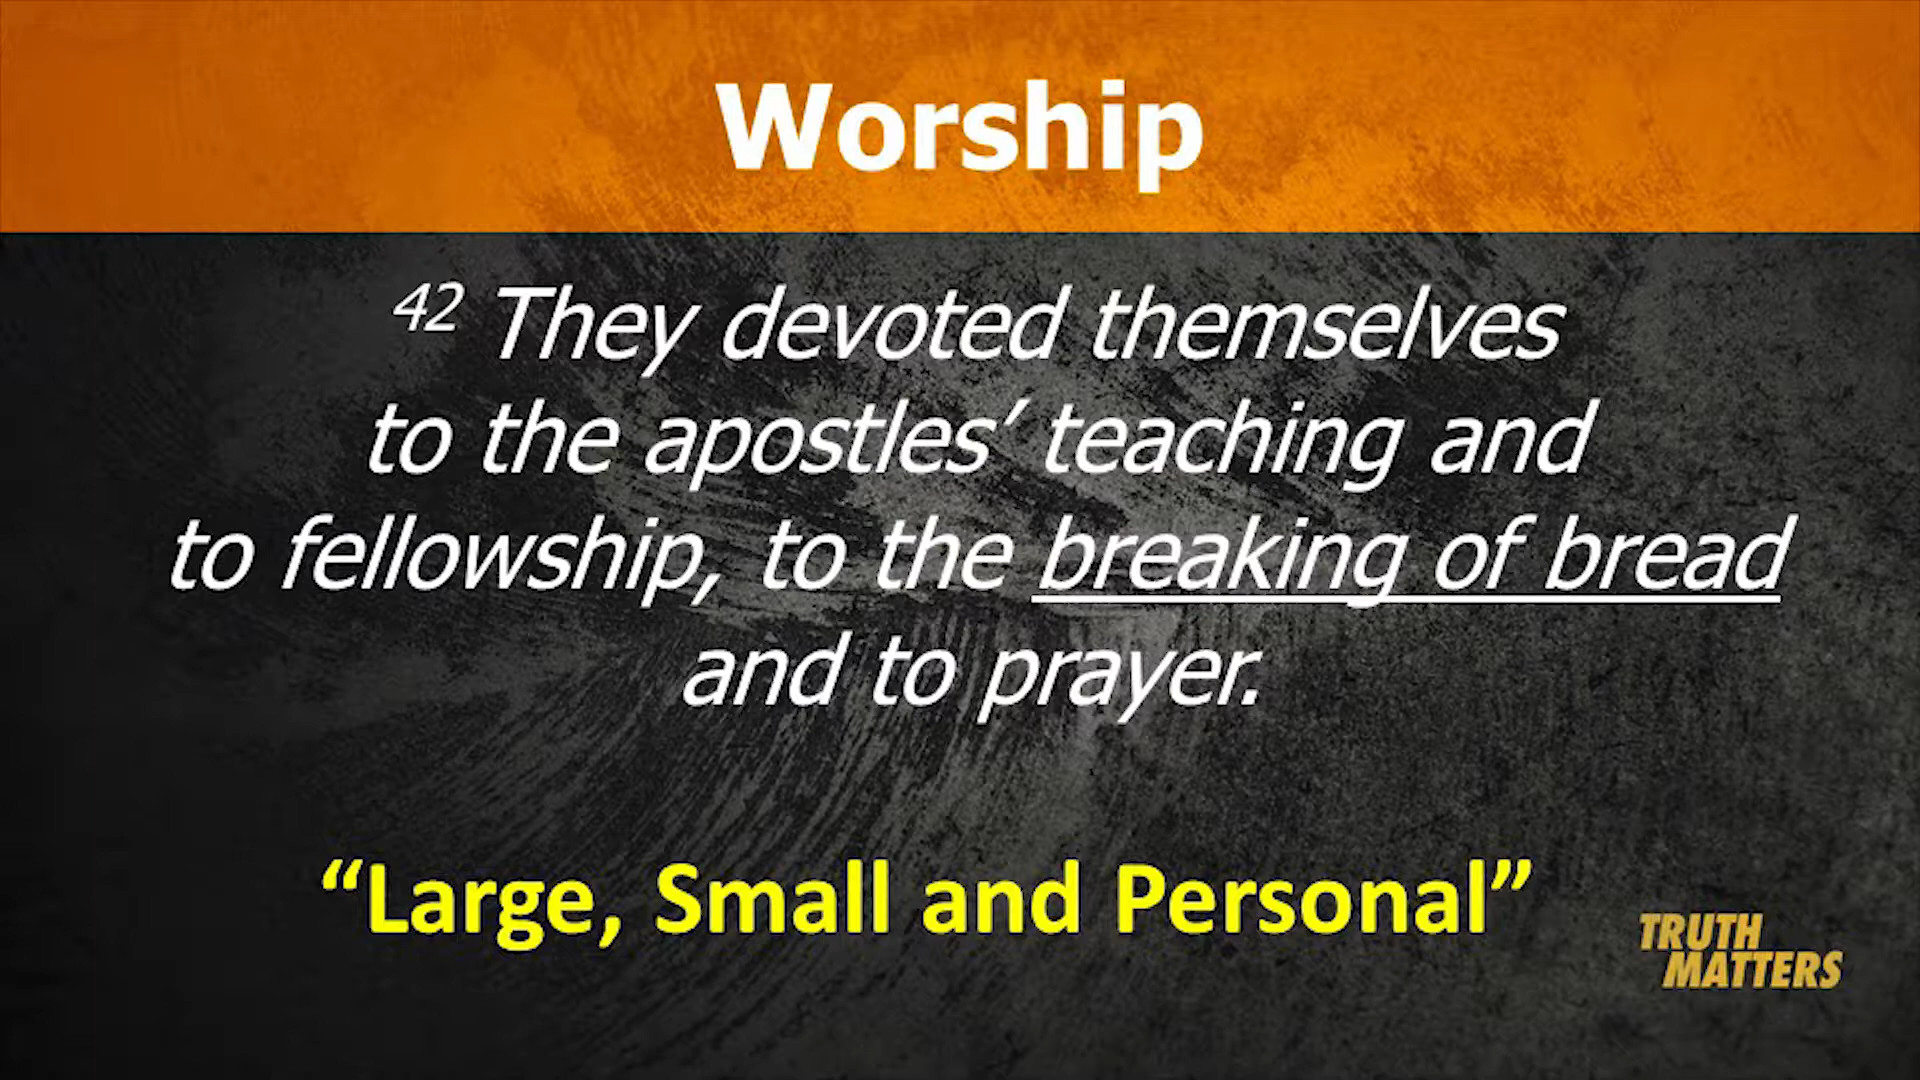 Worship
42 They devoted themselves
to the apostles’ teaching and
to fellowship, to the breaking of bread
and to prayer.
“Large, Small and Personal”
TRUTH
MATTERS